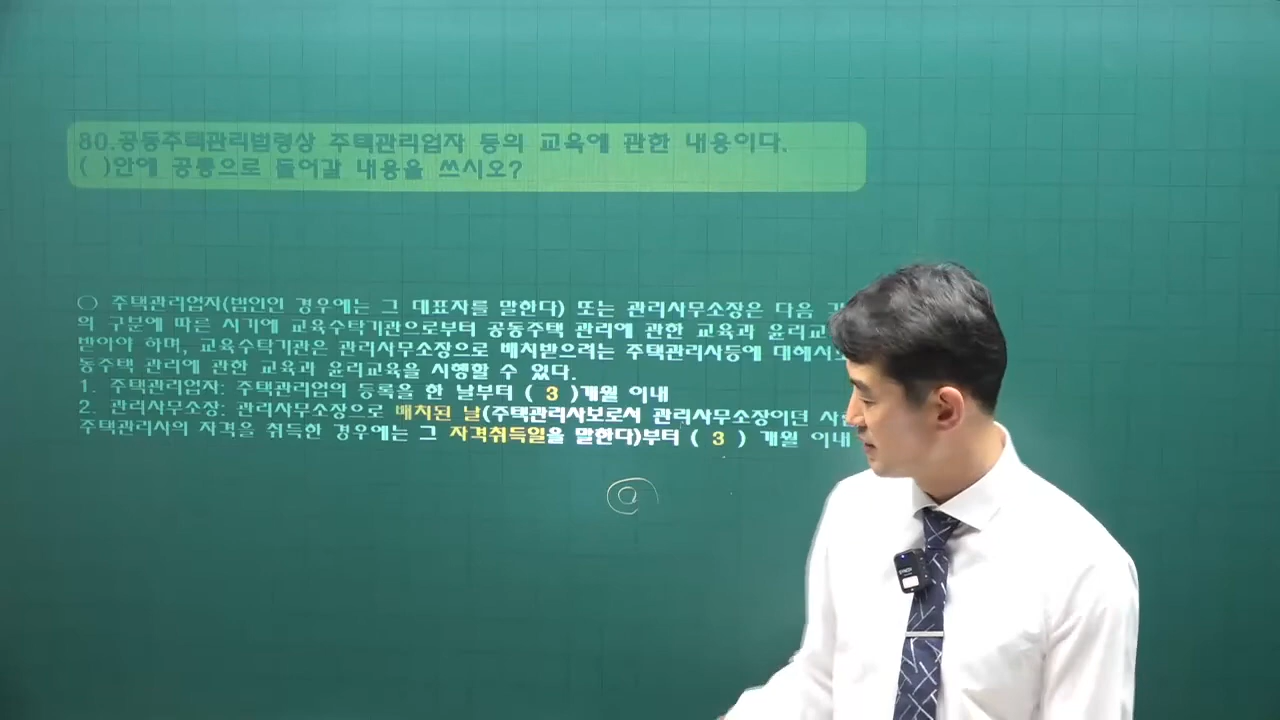 80.공동주택관리법령상 주택관리업자 등의 교육에 관한 내용이다.
( )안에 공통으로 들어갈 내용을 쓰시오?
○ 주택관리업자(법인인 경우에는 그 대표자를 말한다) 또는 관리사무소장은 다음
의 구분에 따른 시기에 교육수탁기관으로부터 공동주택 관리에 관한 교육과 윤리교
받아야 하며, 교육수탁기관은 관리사무소장으로 배치받으려는 주택관리사등에 대해서
동주택 관리에 관한 교육과 윤리교육을 시행할 수 있다.
1. 주택관리업자: 주택관리업의 등록을 한 날부터 ( 3 )개월 이내
2. 관리사무소장: 관리사무소장으로 배치된 날(주택관리사보로서 관리사무소장이던
주택관리사의 자격을 취득한 경우에는 그 자격취득일을 말한다)부터 ( 3 ) 개월 이내